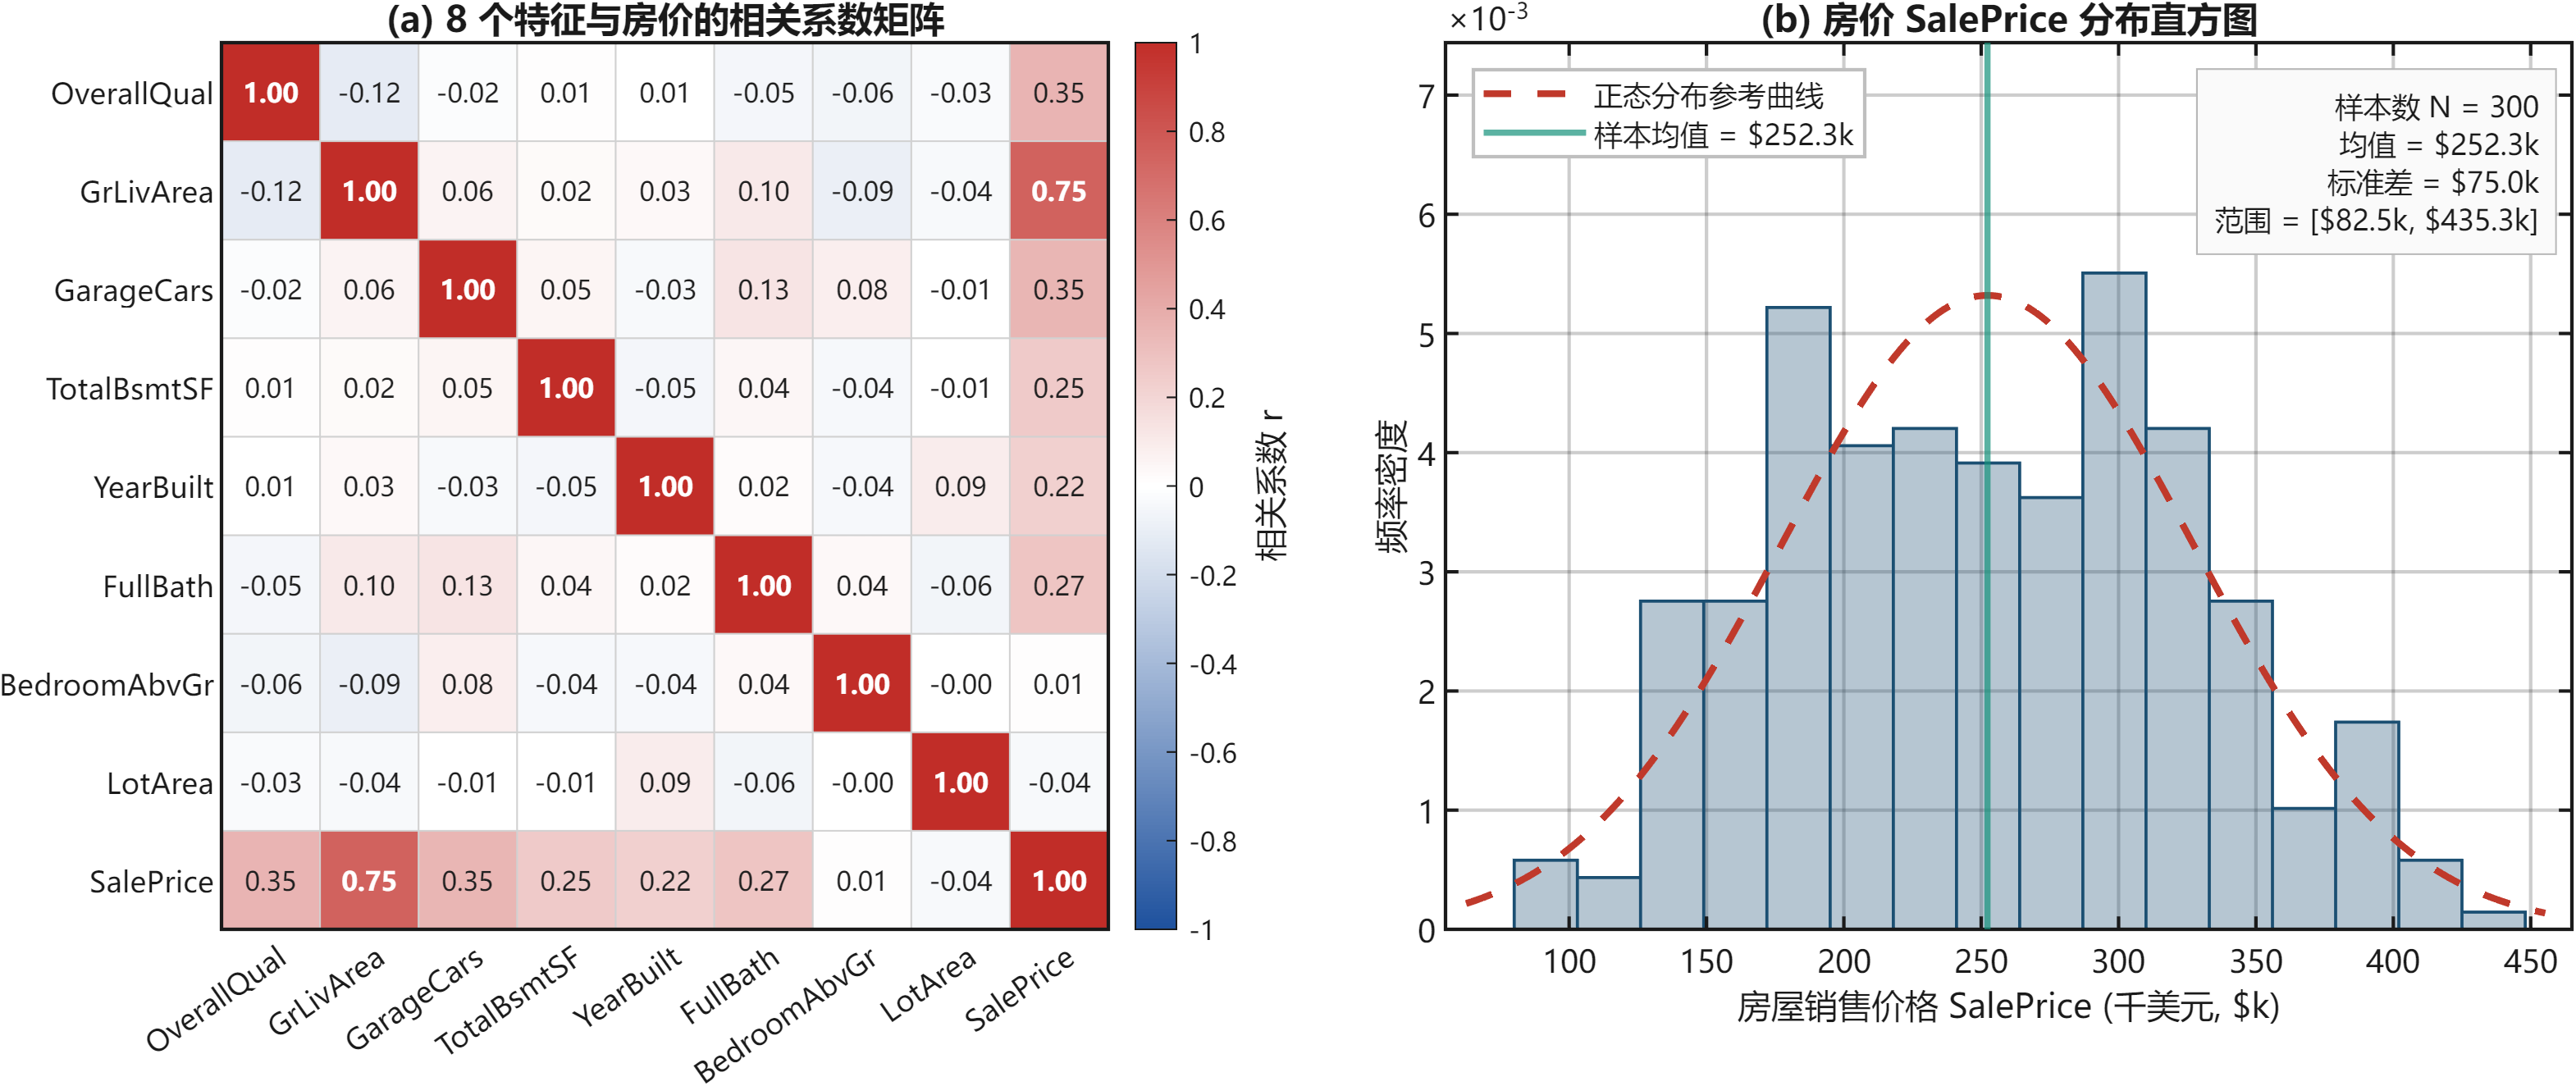 (a) 8 个特征与房价的相关系数矩阵
OverallQual 1.00 -0.12 -0.02 0.01 0.01 -0.05 -0.06 -0.03 0.35
GrLivArea -0.12 1.00 0.06 0.02 0.03 0.10 -0.09 -0.04 0.75
GarageCars -0.02 0.06 1.00 0.05 -0.03 0.13 0.08 -0.01 0.35
TotalBsmtSF 0.01 0.02 0.05 1.00 -0.05 0.04 -0.04 -0.01 0.25
YearBuilt 0.01 0.03 -0.03 -0.05 1.00 0.02 -0.04 0.09 0.22
FullBath -0.05 0.10 0.13 0.04 0.02 1.00 0.04 -0.06 0.27
BedroomAbvGr -0.06 -0.09 0.08 -0.04 -0.04 0.04 1.00 -0.00 0.01
LotArea -0.03 -0.04 -0.01 -0.01 0.09 -0.06 -0.00 1.00 -0.04
SalePrice 0.35 0.75 0.35 0.25 0.22 0.27 0.01 -0.04 1.00
OverallQual
GrLivArea
GarageCars
TotalBsmtSF
YearBuilt
FullBath
BedroomAbvGr
LotArea
SalePrice
1
0.8
0.6
0.4
0.2
0
-0.2
-0.4
-0.6
-0.8
-1
相关系数 r
(b) 房价 SalePrice 分布直方图
×10-3
正态分布参考曲线
样本均值 = $252.3k
样本数 N = 300
均值 = $252.3k
标准差 = $75.0k
范围 = [$82.5k, $435.3k]
7
6
5
4
3
2
1
0
频率密度
100 150 200 250 300 350 400 450
房屋销售价格 SalePrice (千美元, $k)